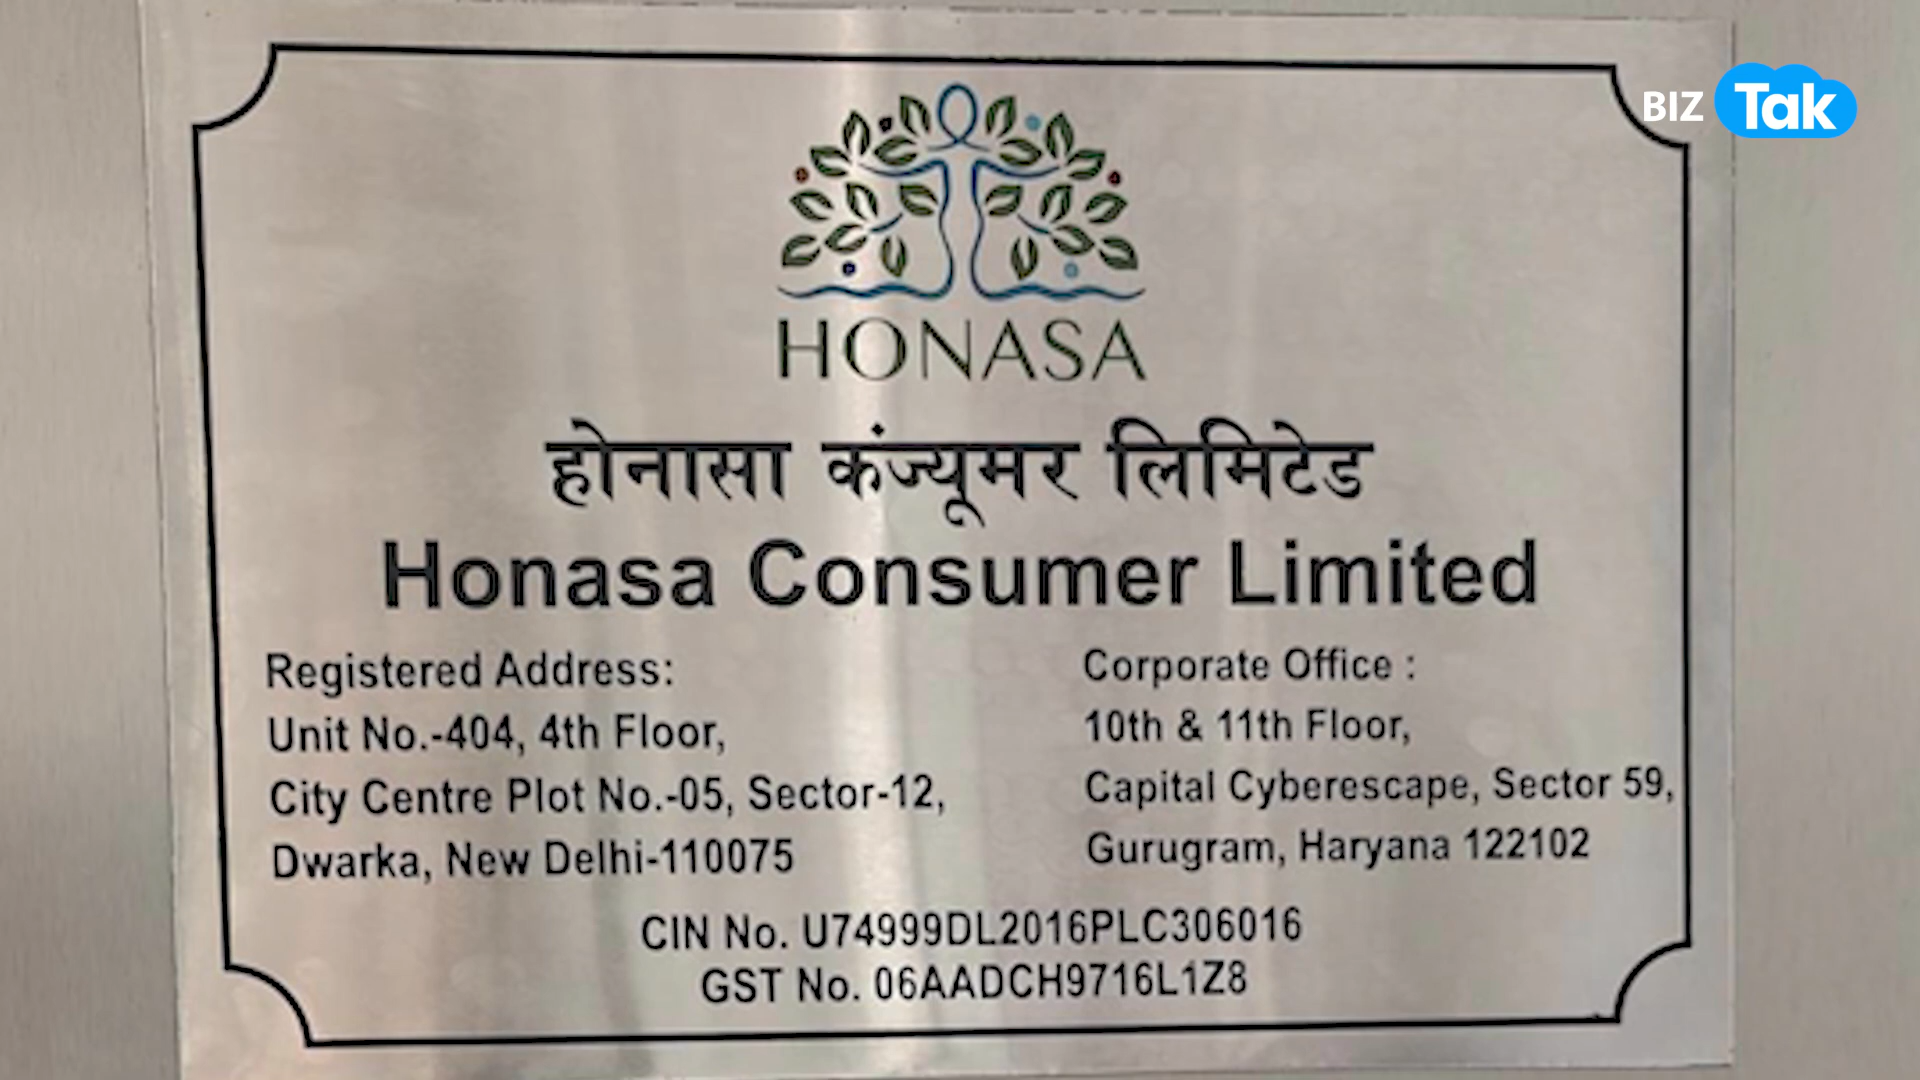 BIZ Tak
HONASA
होनासा कंज्यूमर लिमिटेड
Honasa Consumer Limited
Registered Address:
Unit No.-404, 4th Floor,
City Centre Plot No.-05, Sector-12,
Dwarka, New Delhi-110075
Corporate Office :
10th & 11th Floor,
Capital Cyberescape, Sector 59,
Gurugram, Haryana 122102
CIN No. U74999DL2016PLC306016
GST No. 06AADCH9716L1Z8